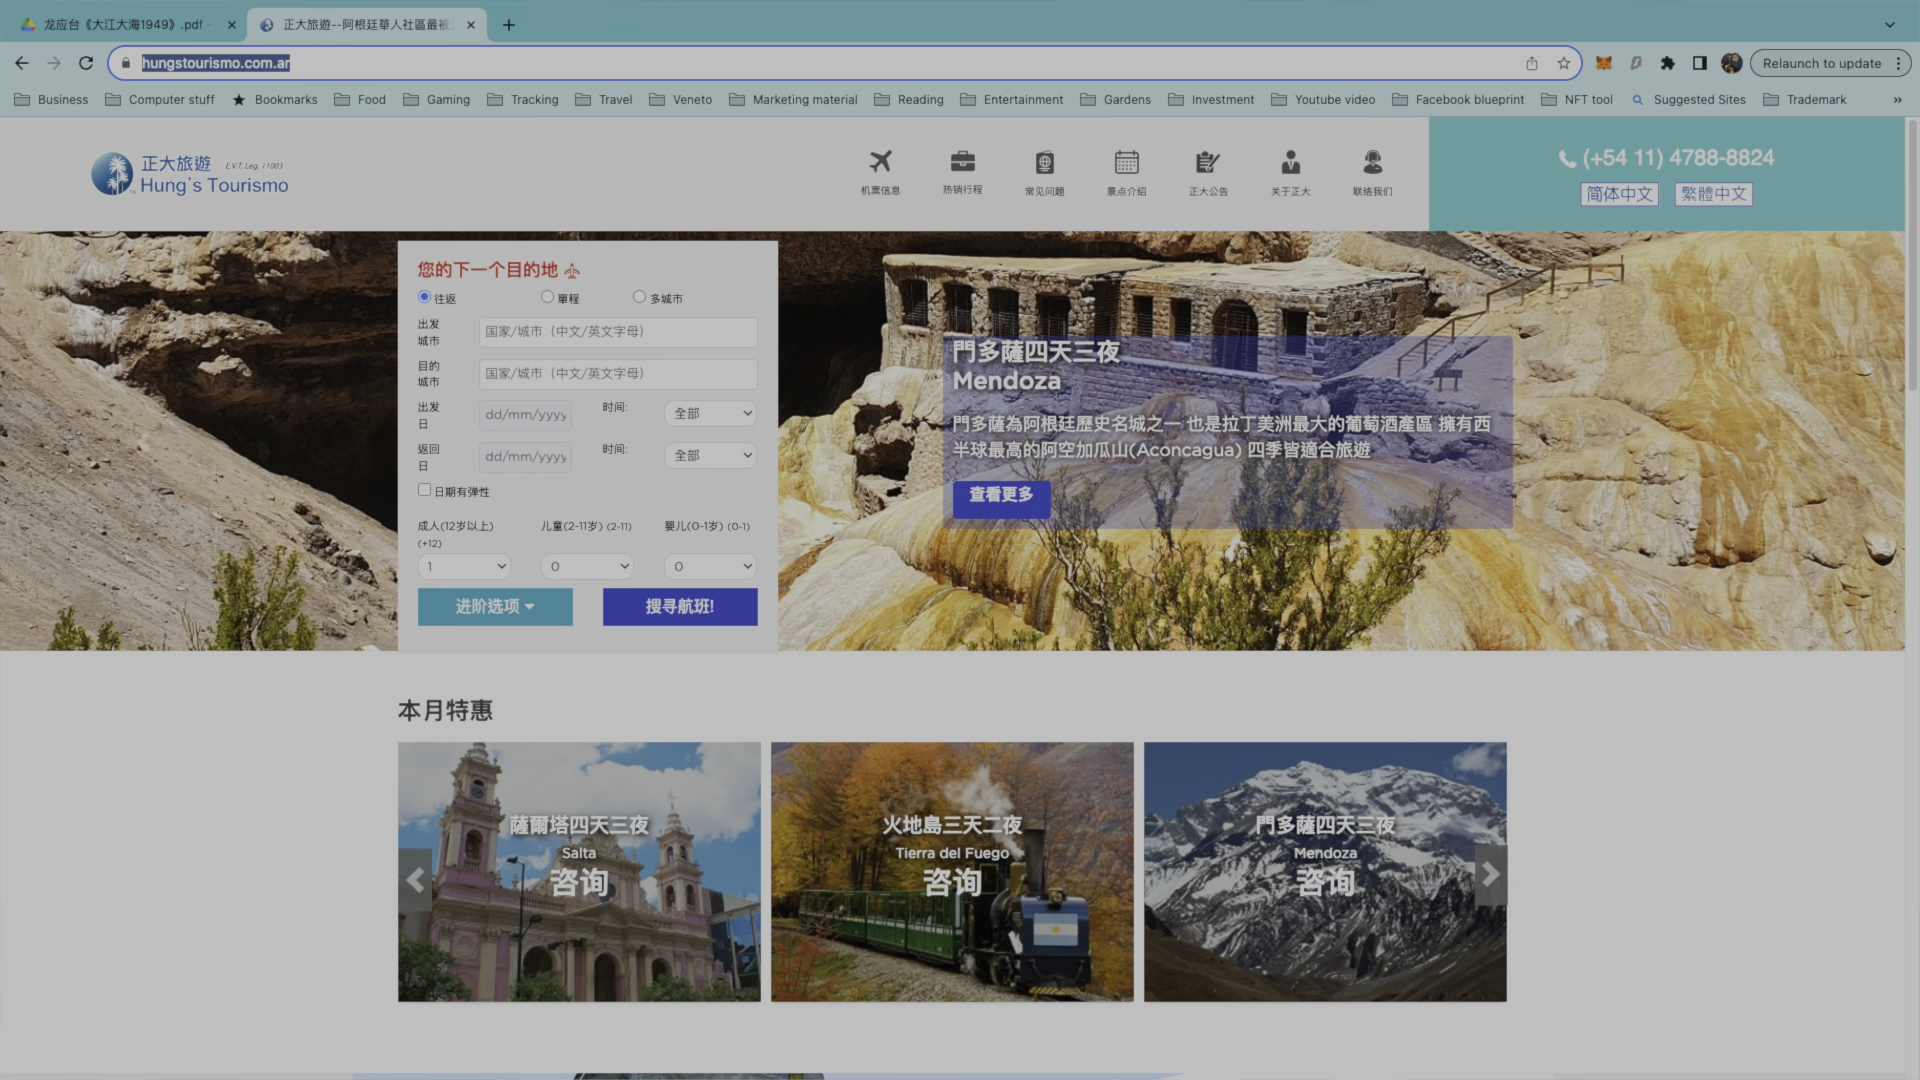 龙应台《大江大海1949》.pdf -
正大旅遊--阿根廷華人社區最被
hungstourismo.com.ar
Relaunch to update
Business
Computer stuff
Bookmarks
Food
Gaming
Tracking
Travel
Veneto
Marketing material
Reading
Entertainment
Gardens
Investment
Youtube video
Facebook blueprint
NFT tool
Suggested Sites
Trademark
»
正大旅遊 E.V.T. Leg. 11003
Hung's Tourismo
机票信息
热销行程
常见问题
景点介绍
正大公告
关于正大
联络我们
(+54 11) 4788-8824
简体中文 繁體中文
您的下一个目的地
往返 單程 多城市
出发
城市
国家/城市（中文/英文字母）
目的
城市
国家/城市（中文/英文字母）
出发
日
dd/mm/yyyy
时间:
全部
返回
日
dd/mm/yyyy
时间:
全部
日期有弹性
成人(12岁以上)
(+12)
儿童(2-11岁) (2-11)
婴儿(0-1岁) (0-1)
1
0
0
进阶选项
搜寻航班!
門多薩四天三夜
Mendoza
門多薩為阿根廷歷史名城之一 也是拉丁美洲最大的葡萄酒產區 擁有西
半球最高的阿空加瓜山(Aconcagua) 四季皆適合旅遊
查看更多
本月特惠
薩爾塔四天三夜
Salta
咨询
火地島三天二夜
Tierra del Fuego
咨询
門多薩四天三夜
Mendoza
咨询